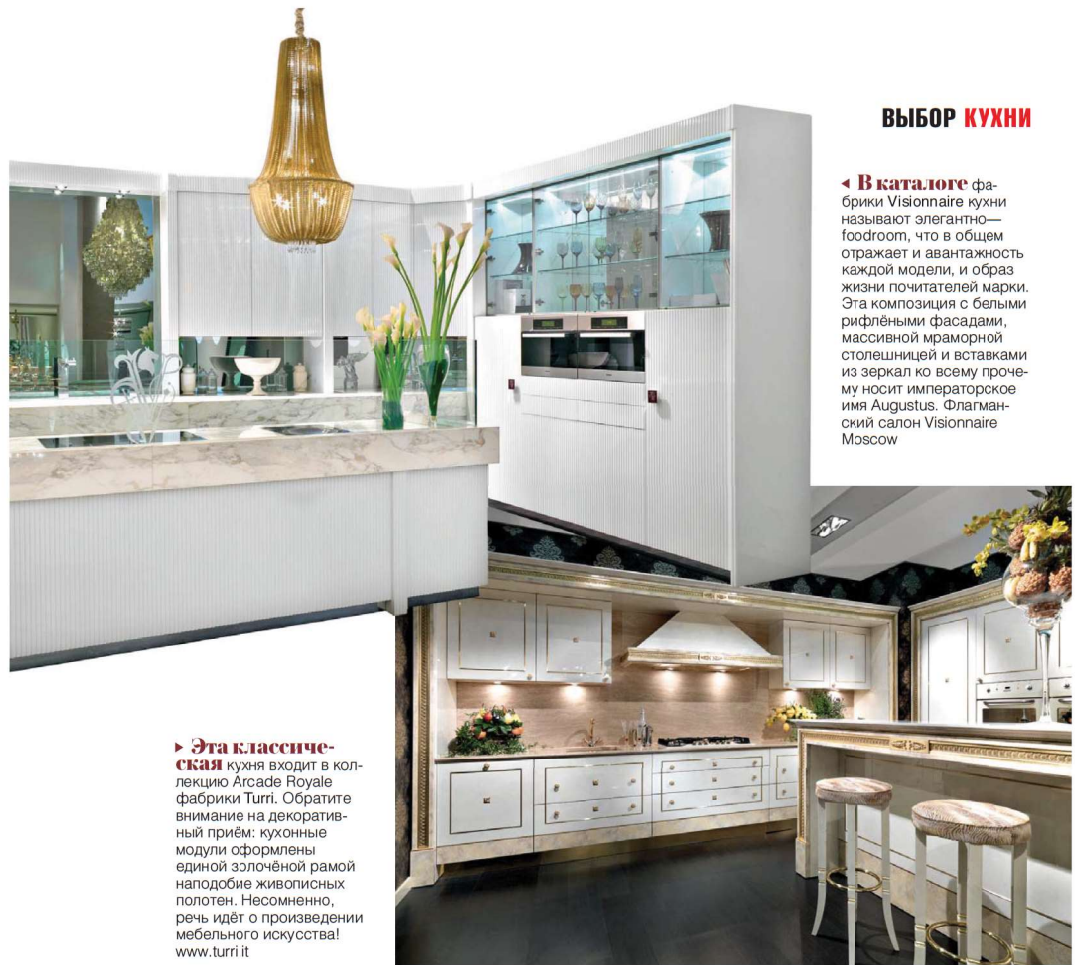 ВЫБОР КУХНИ
В каталоге фа-
брики Visionnaire кухни
называют элегантно—
foodroom, что в общем
отражает и авантажность
каждой модели, и образ
жизни почитателей марки.
Эта композиция с белыми
рифлёными фасадами,
массивной мраморной
столешницей и вставками
из зеркал ко всему проче-
му носит императорское
имя Augustus. Флагман-
ский салон Visionnaire
Moscow
Эта классиче-
ская кухня входит в кол-
лекцию Arcade Royale
фабрики Turri. Обратите
внимание на декоратив-
ный приём: кухонные
модули оформлены
единой золочёной рамой
наподобие живописных
полотен. Несомненно,
речь идёт о произведении
мебельного искусства!
www.turri.it